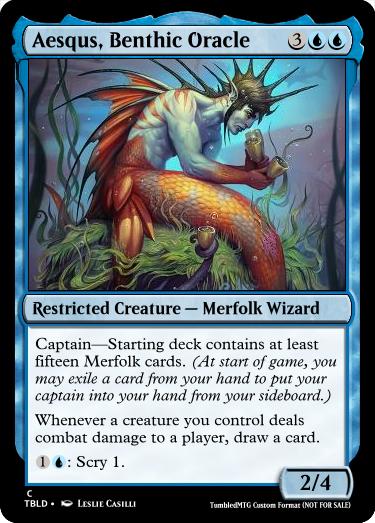 Aesqus, Benthic Oracle 3
Restricted Creature — Merfolk Wizard
Captain—Starting deck contains at least
fifteen Merfolk cards. (At start of game, you
may exile a card from your hand to put your
captain into your hand from your sideboard.)
Whenever a creature you control deals
combat damage to a player, draw a card.
1 : Scry 1.
2/4
C
TBLD • Leslie Casilli
TumbledMTG Custom Format (NOT FOR SALE)